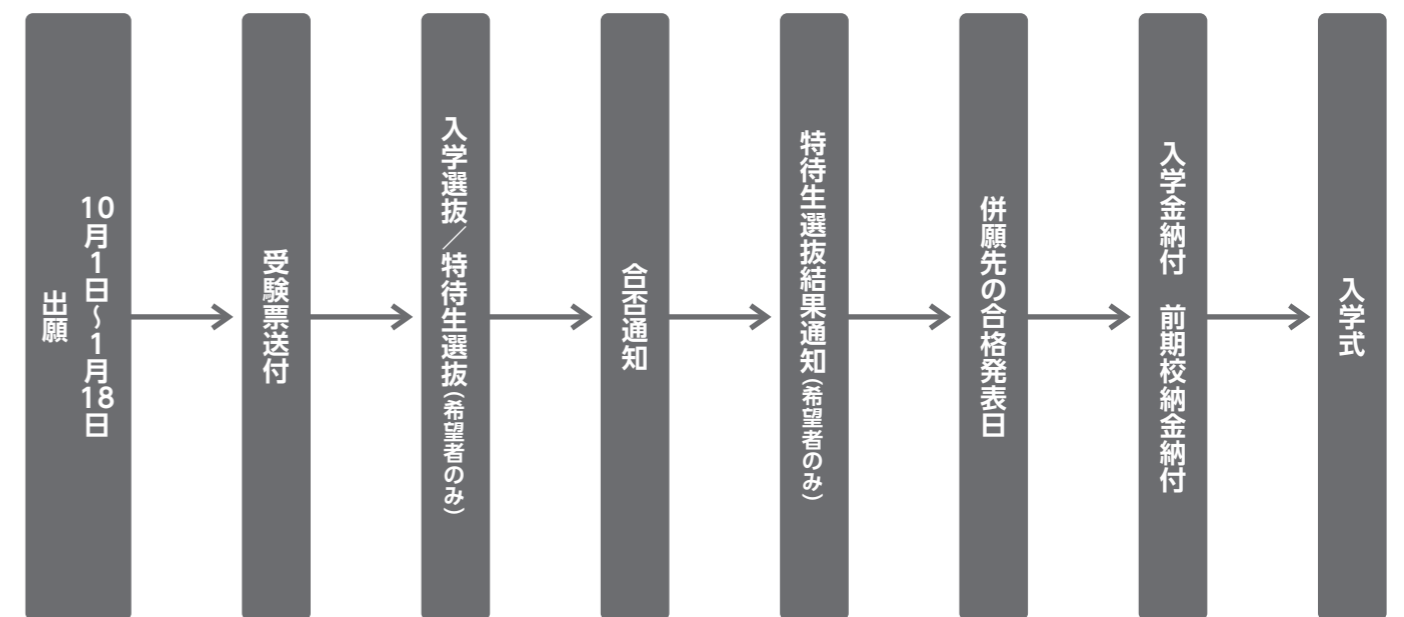 10月1日～1月18日
出願
受験票送付
入学選抜／特待生選抜（希望者のみ）
合否通知
特待生選抜結果通知（希望者のみ）
併願先の合格発表日
入学金納付　前期校納金納付
入学式